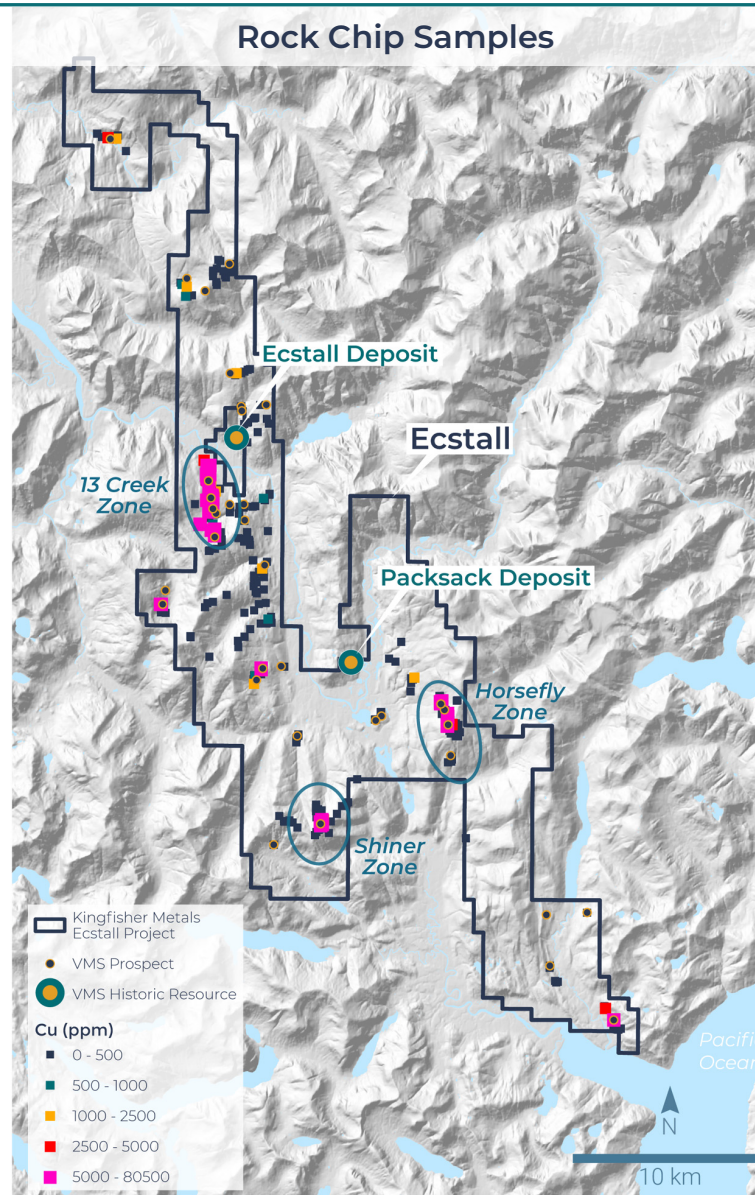 Rock Chip Samples
Ecstall Deposit
Ecstall
13 Creek
Zone
Packsack Deposit
Horsefly
Zone
Shiner
Zone
Kingfisher Metals
Ecstall Project
VMS Prospect
VMS Historic Resource
Cu (ppm)
0 - 500
500 - 1000
1000 - 2500
2500 - 5000
5000 - 80500
Pacifi
Ocean
N
10 km